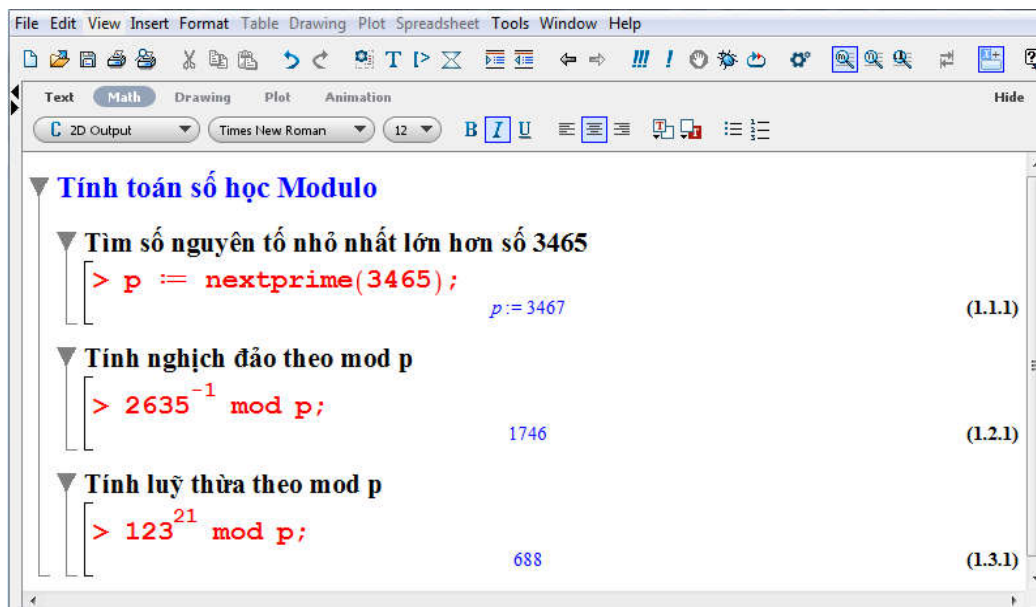 File Edit View Insert Format Table Drawing Plot Spreadsheet Tools Window Help
Text Math Drawing Plot Animation Hide
C 2D Output Times New Roman 12 B I U
Tính toán số học Modulo
Tìm số nguyên tố nhỏ nhất lớn hơn số 3465
> p := nextprime(3465);
p := 3467 (1.1.1)
Tính nghịch đảo theo mod p
> 2635^-1 mod p;
1746 (1.2.1)
Tính luỹ thừa theo mod p
> 123^21 mod p;
688 (1.3.1)